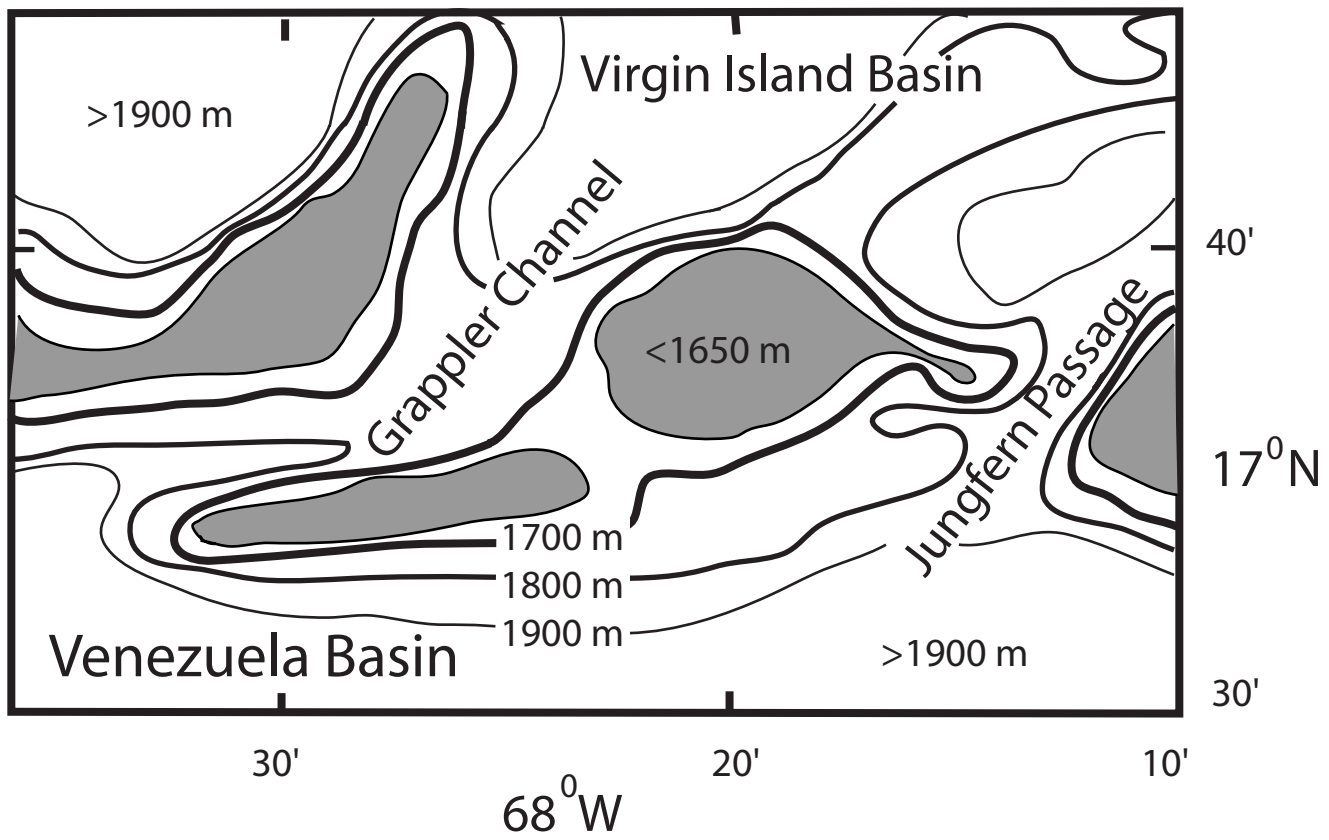 Virgin Island Basin
>1900 m
Grappler Channel
40'
Jungfern Passage
<1650 m
17⁰N
1700 m
1800 m
1900 m
Venezuela Basin
>1900 m
30'
30'
20'
10'
68⁰W